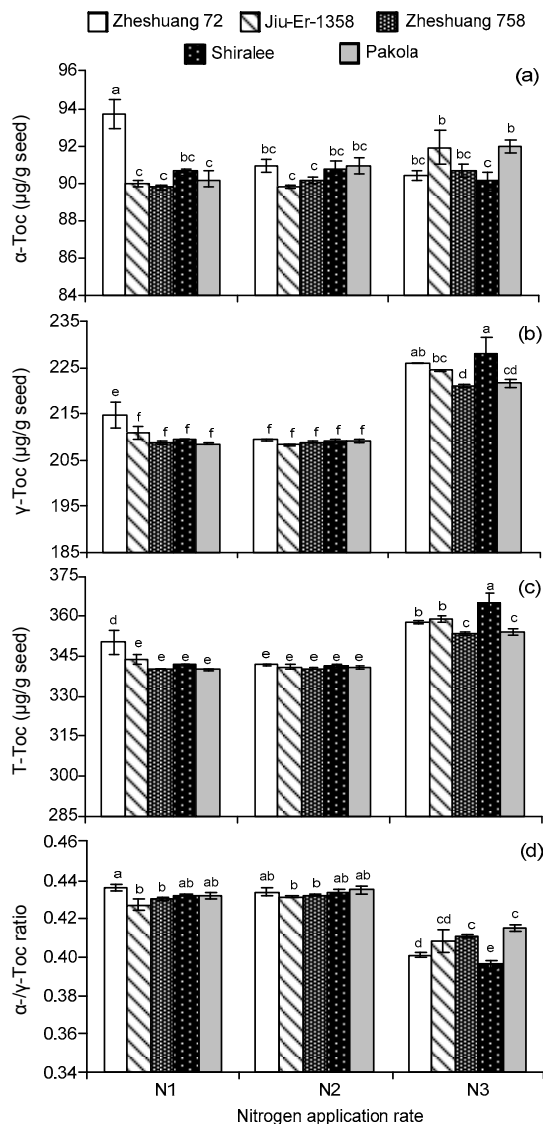 Zheshuang 72 Jiu-Er-1358 Zheshuang 758
Shiralee Pakola
(a)
α-Toc (μg/g seed)
96
94
92
90
88
86
84
a c c bc c
bc c c bc bc
bc b bc c b
(b)
γ-Toc (μg/g seed)
235
225
215
205
195
185
e f f f f
f f f f f
ab bc d a cd
(c)
T-Toc (μg/g seed)
375
360
345
330
315
300
285
d e e e e
e e e e e
b b c a c
(d)
α-/γ-Toc ratio
0.46
0.44
0.42
0.40
0.38
0.36
0.34
a b b ab ab
ab b b ab ab
d cd c e c
N1 N2 N3
Nitrogen application rate